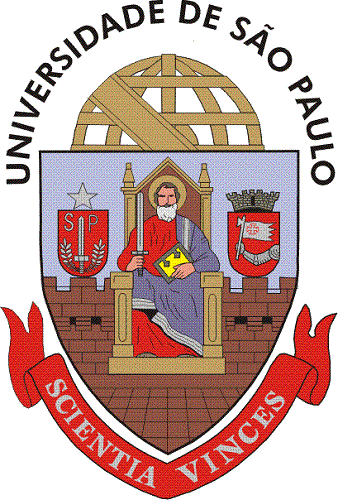 UNIVERSIDADE DE SÃO PAULO
S P
SCIENTIA VINCES